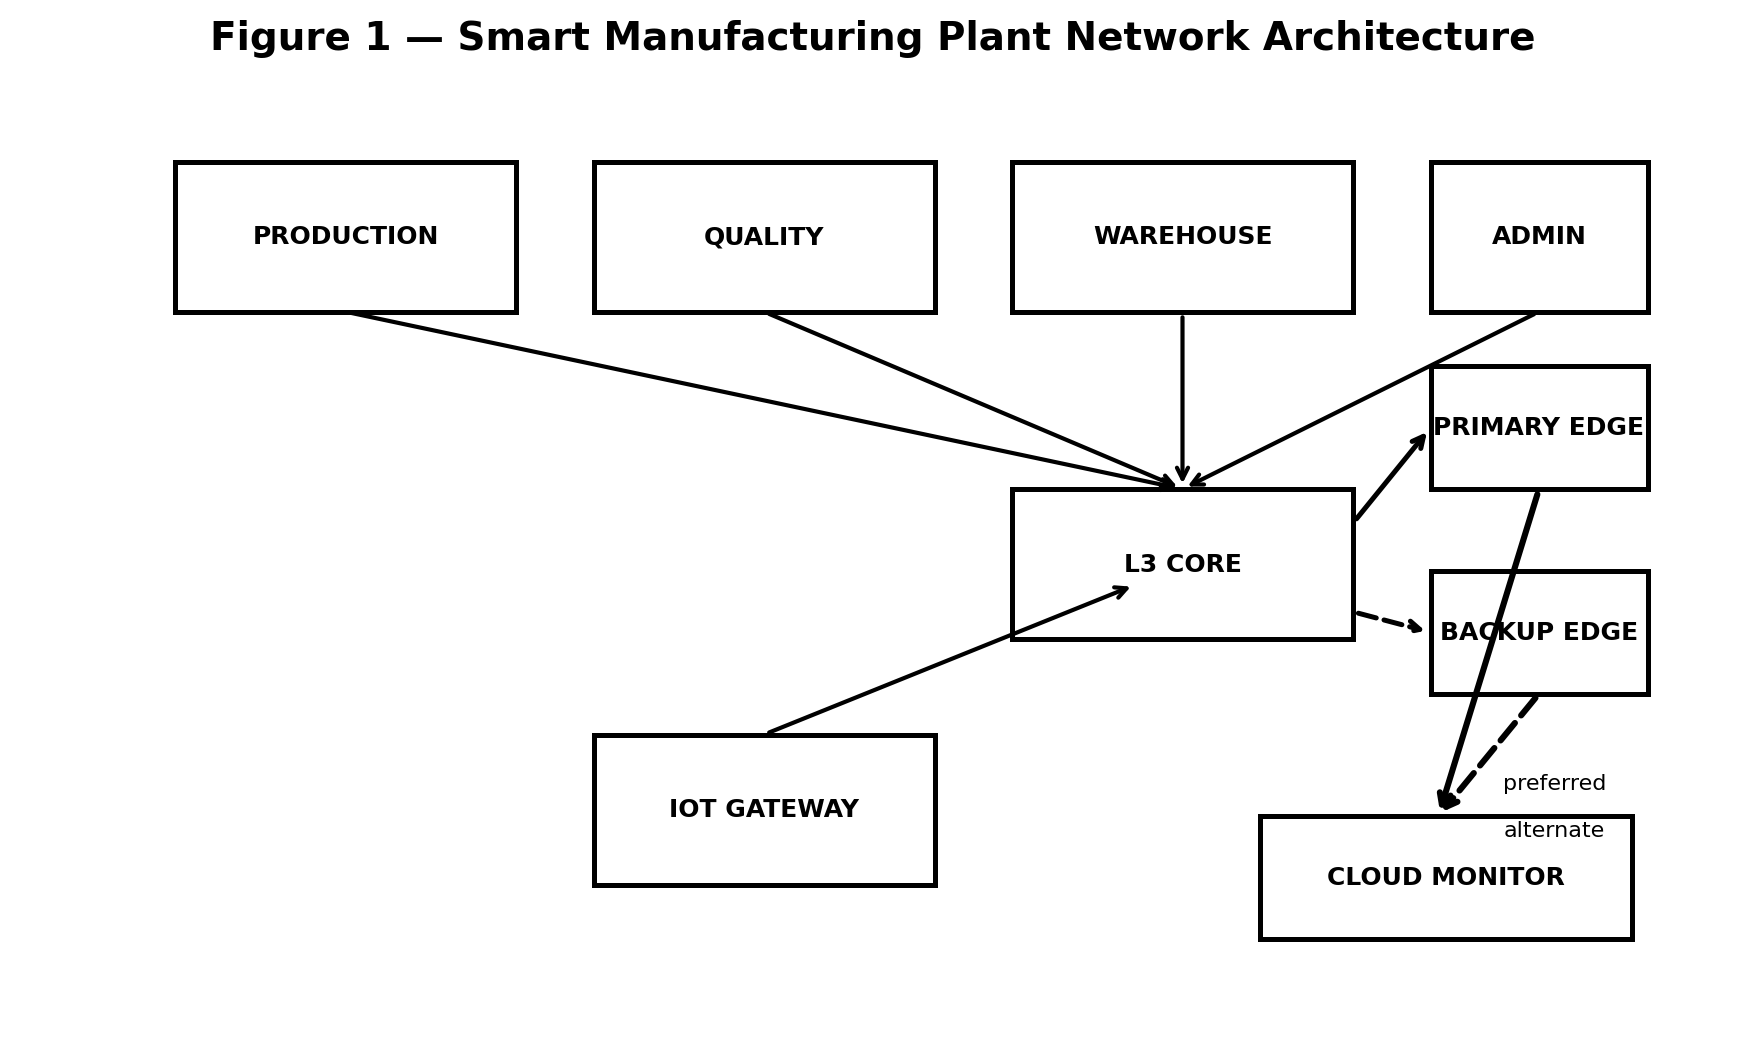 Figure 1 — Smart Manufacturing Plant Network Architecture
PRODUCTION
QUALITY
WAREHOUSE
ADMIN
PRIMARY EDGE
L3 CORE
BACKUP EDGE
preferred
IOT GATEWAY
alternate
CLOUD MONITOR